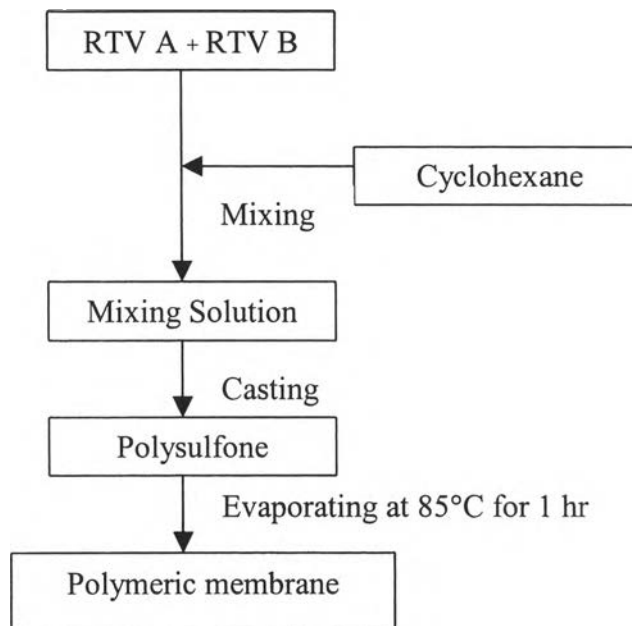 RTV A + RTV B
Cyclohexane
Mixing
Mixing Solution
Casting
Polysulfone
Evaporating at 85°C for 1 hr
Polymeric membrane